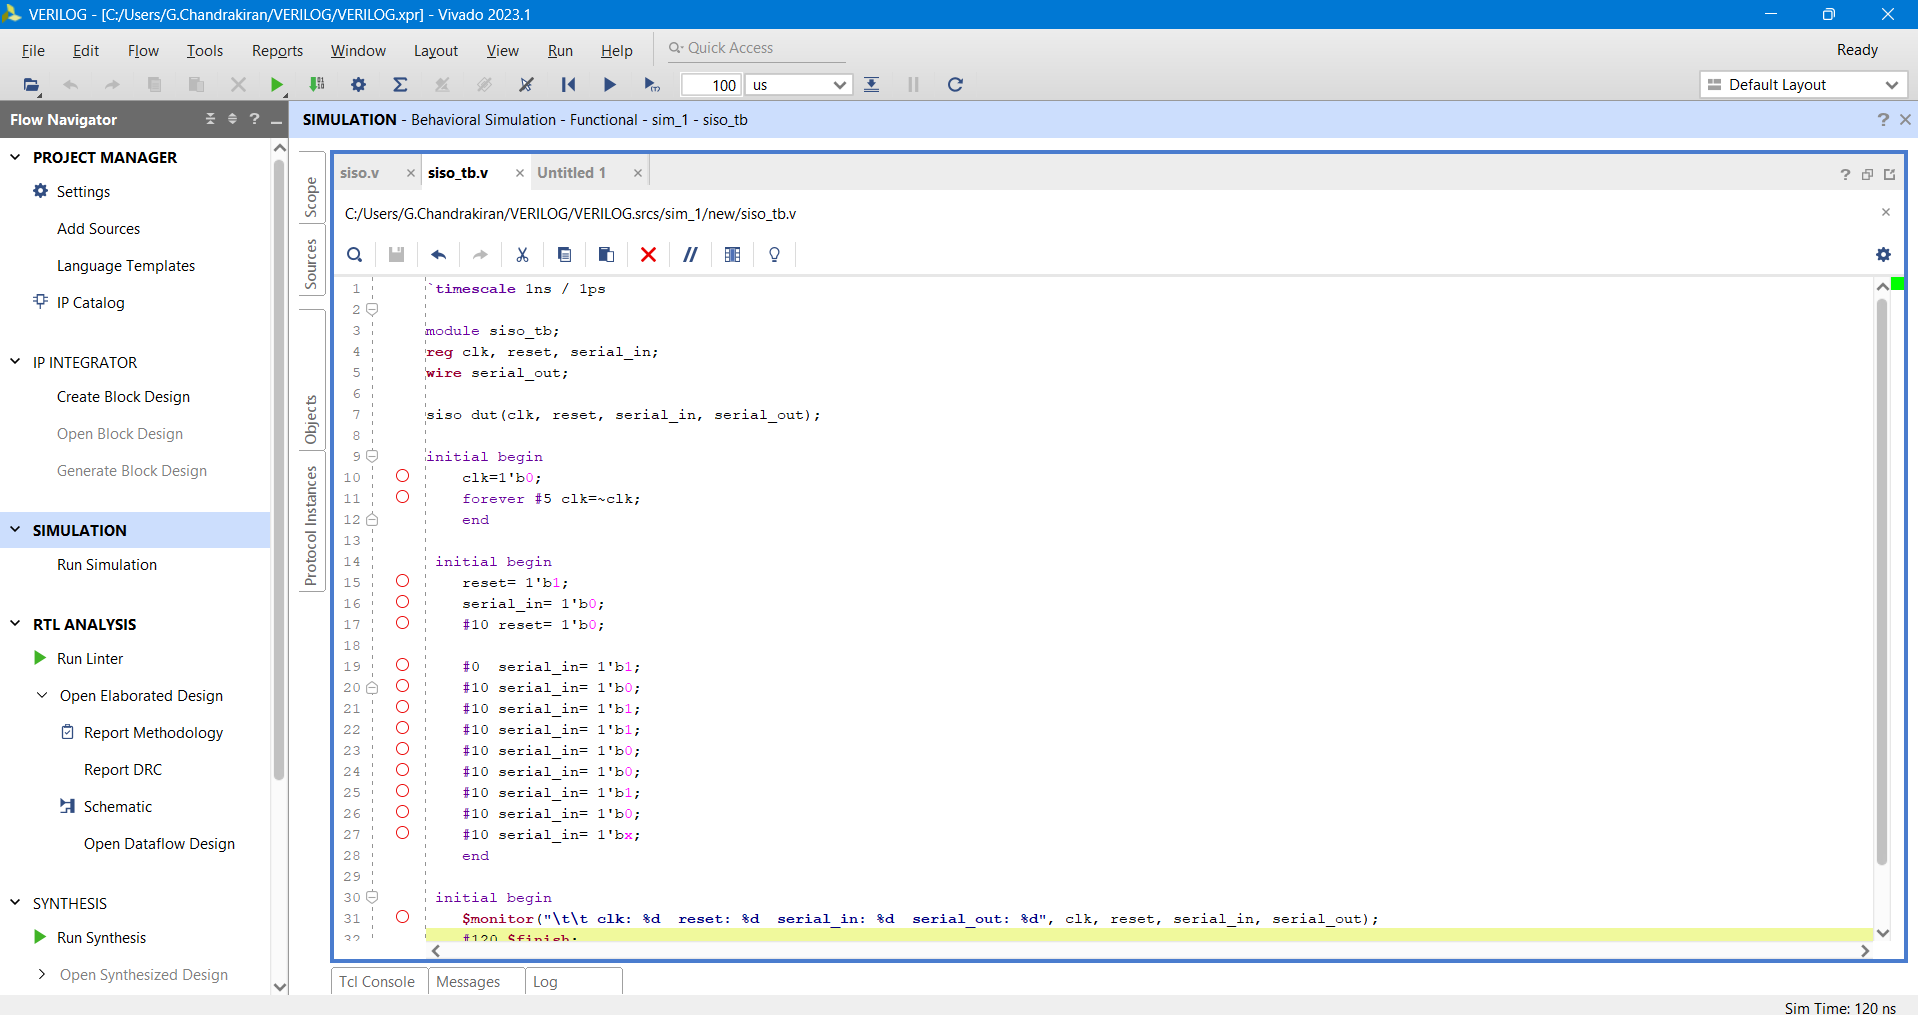 VERILOG - [C:/Users/G.Chandrakiran/VERILOG/VERILOG.xpr] - Vivado 2023.1
File Edit Flow Tools Reports Window Layout View Run Help Quick Access Ready
100 us Default Layout
Flow Navigator
SIMULATION - Behavioral Simulation - Functional - sim_1 - siso_tb
PROJECT MANAGER
Settings
Add Sources
Language Templates
IP Catalog
IP INTEGRATOR
Create Block Design
Open Block Design
Generate Block Design
SIMULATION
Run Simulation
RTL ANALYSIS
Run Linter
Open Elaborated Design
Report Methodology
Report DRC
Schematic
Open Dataflow Design
SYNTHESIS
Run Synthesis
Open Synthesized Design
Scope
Sources
Objects
Protocol Instances
siso.v siso_tb.v Untitled 1
C:/Users/G.Chandrakiran/VERILOG/VERILOG.srcs/sim_1/new/siso_tb.v
1 `timescale 1ns / 1ps
2
3 module siso_tb;
4 reg clk, reset, serial_in;
5 wire serial_out;
6
7 siso dut(clk, reset, serial_in, serial_out);
8
9 initial begin
10 clk=1'b0;
11 forever #5 clk=~clk;
12 end
13
14 initial begin
15 reset= 1'b1;
16 serial_in= 1'b0;
17 #10 reset= 1'b0;
18
19 #0  serial_in= 1'b1;
20 #10 serial_in= 1'b0;
21 #10 serial_in= 1'b1;
22 #10 serial_in= 1'b1;
23 #10 serial_in= 1'b0;
24 #10 serial_in= 1'b0;
25 #10 serial_in= 1'b1;
26 #10 serial_in= 1'b0;
27 #10 serial_in= 1'bx;
28 end
29
30 initial begin
31 $monitor("\t\t clk: %d  reset: %d  serial_in: %d  serial_out: %d", clk, reset, serial_in, serial_out);
32 #120 $finish;
Tcl Console Messages Log
Sim Time: 120 ns